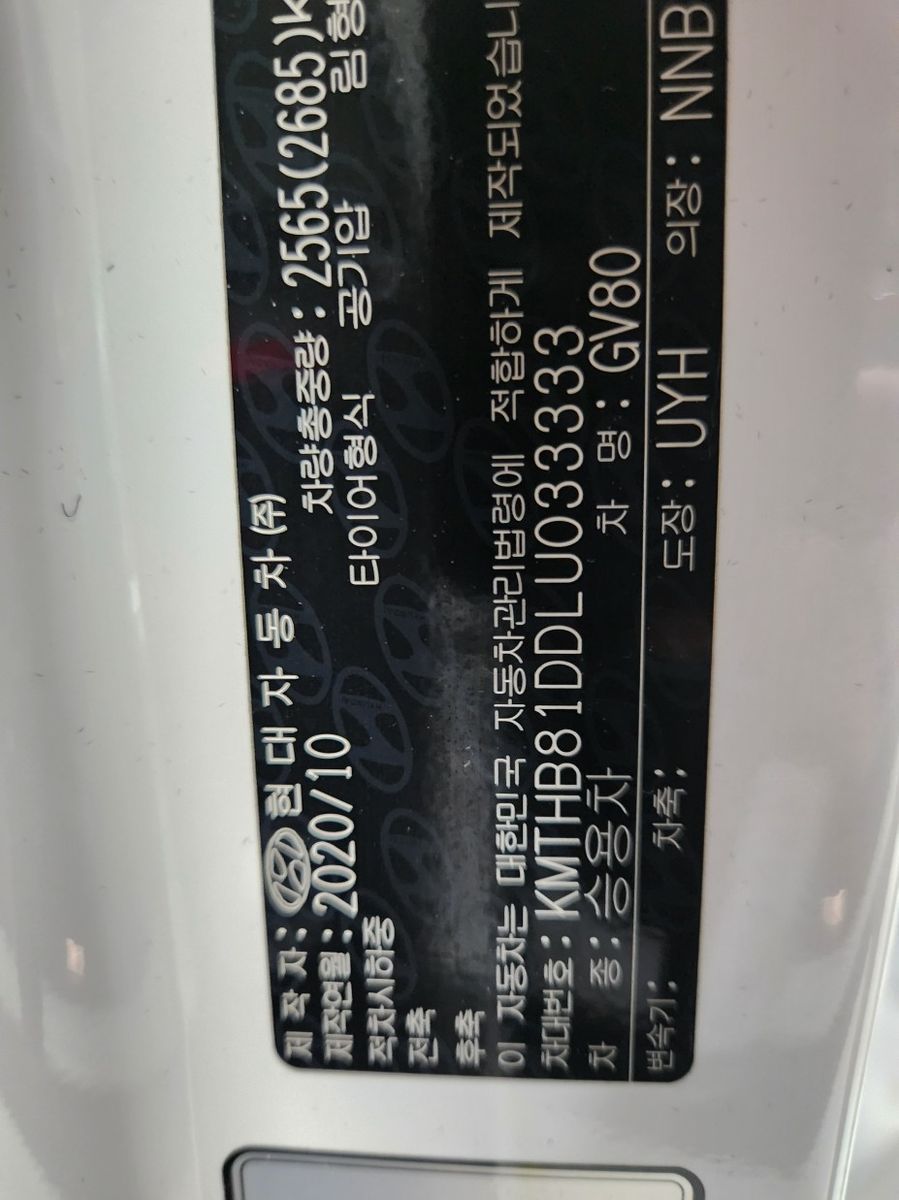 제 작 자: 현 대 자 동 차 (주)
제작연월: 2020/10 차량총중량: 2565(2685)k
적차시하중 타이어형식 공기압 림 형
전축
후축
이 자동차는 대한민국 자동차관리법령에 적합하게 제작되었습니
차대번호: KMTHB81DDLU033333
차 종: 승용차 차 명: GV80
변속기: 차축: 도장: UYH 의장: NNB